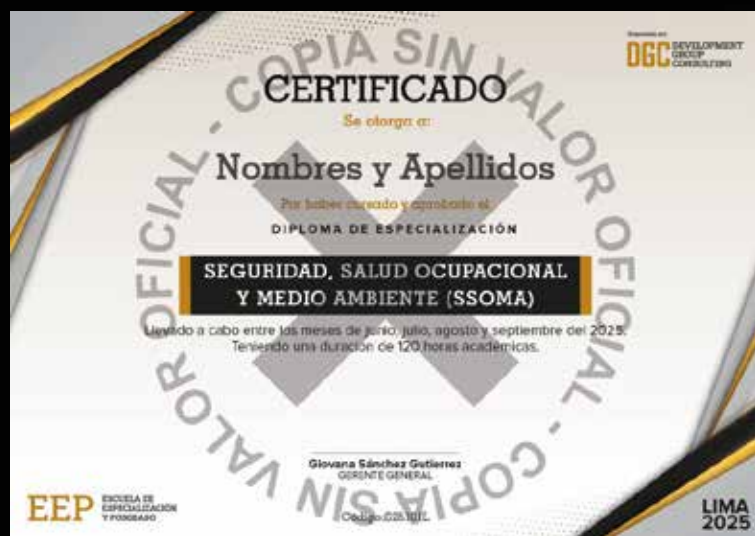 DGC DEVELOPMENT
GROUP
CONSULTING
COPIA SIN VALOR OFICIAL - COPIA SIN VALOR OFICIAL -
CERTIFICADO
Se otorga a:
Nombres y Apellidos
Por haber cursado y aprobado el
DIPLOMA DE ESPECIALIZACIÓN
SEGURIDAD, SALUD OCUPACIONAL
Y MEDIO AMBIENTE (SSOMA)
Llevado a cabo entre los meses de junio, julio, agosto y septiembre del 2025.
Teniendo una duración de 120 horas académicas.
Giovana Sánchez Gutierrez
GERENTE GENERAL
EEP ESCUELA DE
ESPECIALIZACIÓN
Y POSGRADO
LIMA
2025